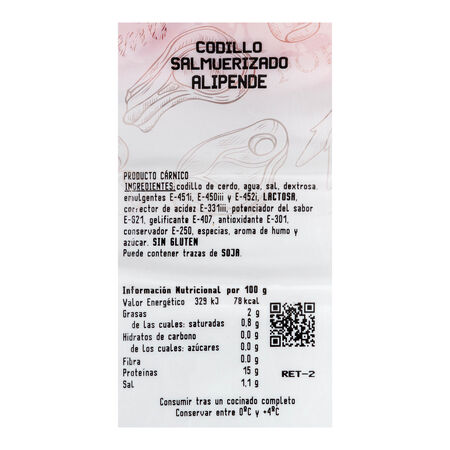 CODILLO
SALMUERIZADO
ALIPENDE
PRODUCTO CÁRNICO
INGREDIENTES:codillo de cerdo, agua, sal, dextrosa,
emulgentes E-451i, E-450iii y E-452i, LACTOSA,
corrector de acidez E-331iii, potenciador del sabor
E-621, gelificante E-407, antioxidante E-301,
conservador E-250, especias, aroma de humo y
azúcar. SIN GLUTEN
Puede contener trazas de SOJA.
Información Nutricional por 100 g
Valor Energético 329 kJ 78 kcal
Grasas 2 g
de las cuales: saturadas 0,8 g
Hidratos de carbono 0,0 g
de los cuales: azúcares 0,0 g
Fibra 0.0 g
Proteínas 15 g
Sal 1,1 g
RET-2
Consumir tras un cocinado completo
Conservar entre 0ºC y +4ºC